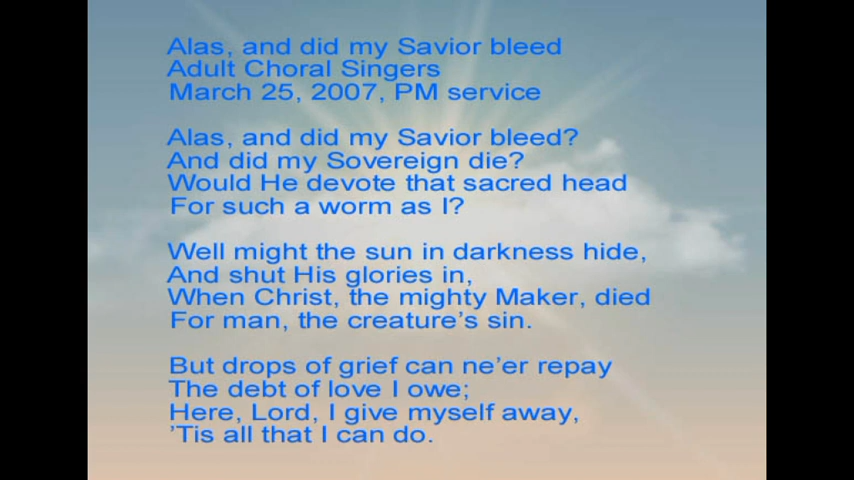 Alas, and did my Savior bleed
Adult Choral Singers
March 25, 2007, PM service
Alas, and did my Savior bleed?
And did my Sovereign die?
Would He devote that sacred head
For such a worm as I?
Well might the sun in darkness hide,
And shut His glories in,
When Christ, the mighty Maker, died
For man, the creature’s sin.
But drops of grief can ne’er repay
The debt of love I owe;
Here, Lord, I give myself away,
’Tis all that I can do.